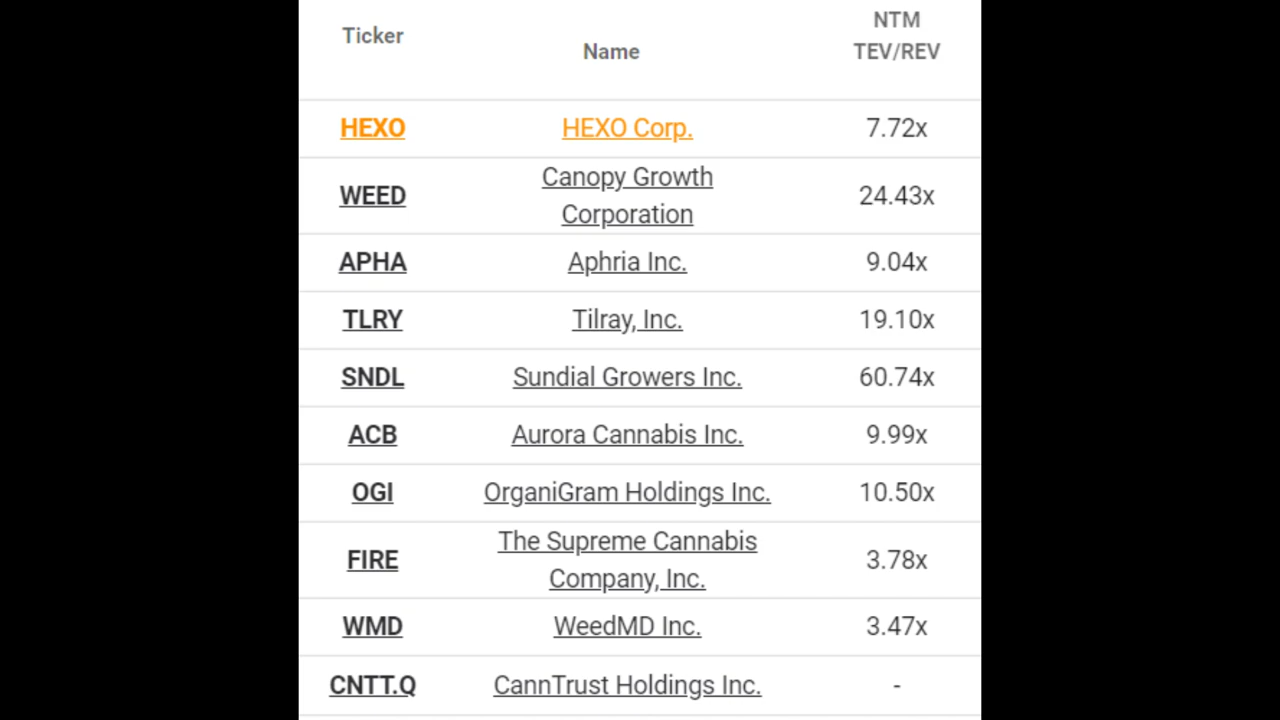 Ticker
Name
NTM
TEV/REV
HEXO HEXO Corp. 7.72x
WEED Canopy Growth
Corporation 24.43x
APHA Aphria Inc. 9.04x
TLRY Tilray, Inc. 19.10x
SNDL Sundial Growers Inc. 60.74x
ACB Aurora Cannabis Inc. 9.99x
OGI OrganiGram Holdings Inc. 10.50x
FIRE The Supreme Cannabis
Company, Inc. 3.78x
WMD WeedMD Inc. 3.47x
CNTT.Q CannTrust Holdings Inc. -